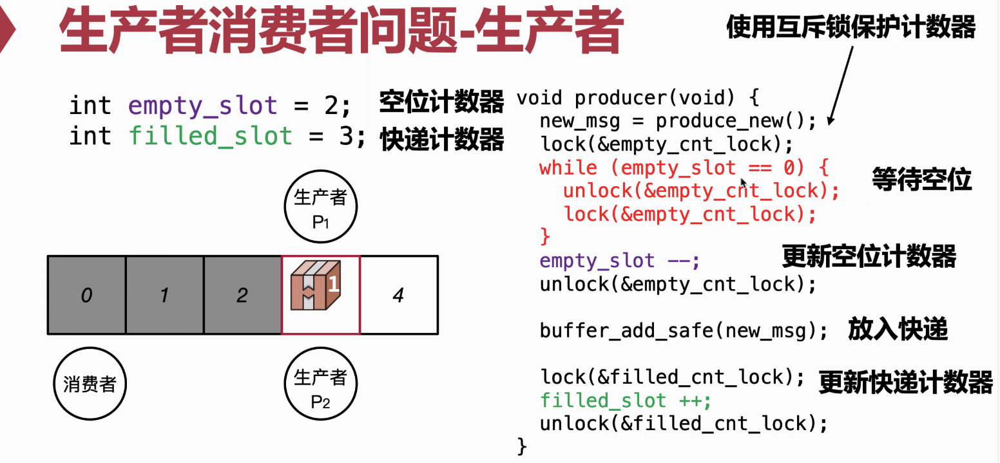 生产者消费者问题-生产者
使用互斥锁保护计数器
int empty_slot = 2; 空位计数器
int filled_slot = 3; 快递计数器
生产者
P1
0 1 2 1 4
消费者
生产者
P2
void producer(void) {
new_msg = produce_new();
lock(&empty_cnt_lock);
while (empty_slot == 0) {
等待空位
unlock(&empty_cnt_lock);
lock(&empty_cnt_lock);
}
empty_slot --; 更新空位计数器
unlock(&empty_cnt_lock);
buffer_add_safe(new_msg); 放入快递
lock(&filled_cnt_lock); 更新快递计数器
filled_slot ++;
unlock(&filled_cnt_lock);
}